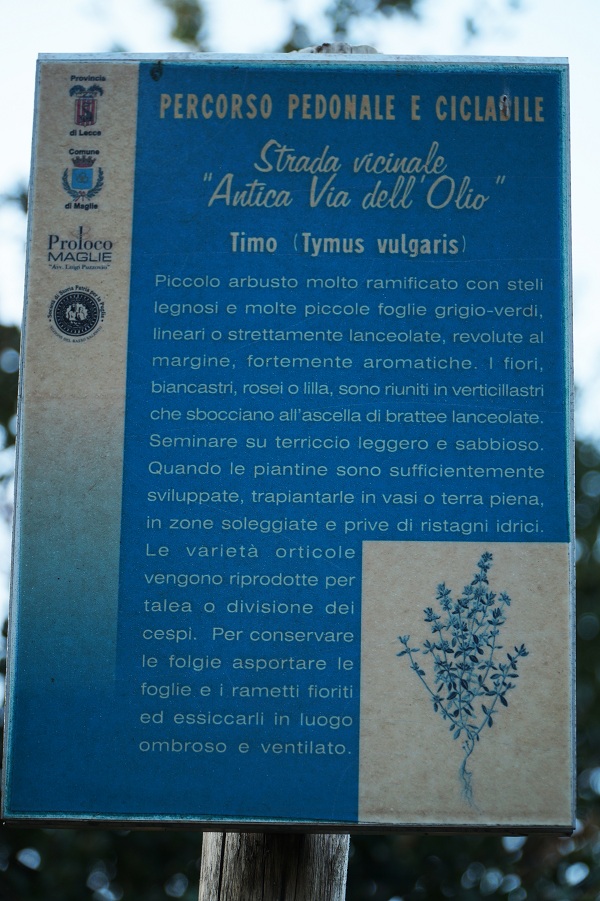 Provincia
di Lecce
Comune
di Maglie
Proloco
MAGLIE
PERCORSO PEDONALE E CICLABILE
Strada vicinale
"Antica Via dell'Olio"
Timo (Tymus vulgaris)
Piccolo arbusto molto ramificato con steli
legnosi e molte piccole foglie grigio-verdi,
lineari o strettamente lanceolate, revolute al
margine, fortemente aromatiche. I fiori,
biancastri, rosei o lilla, sono riuniti in verticillastri
che sbocciano all'ascella di brattee lanceolate.
Seminare su terriccio leggero e sabbioso.
Quando le piantine sono sufficientemente
sviluppate, trapiantarle in vasi o terra piena,
in zone soleggiate e prive di ristagni idrici.
Le varietà orticole
vengono riprodotte per
talea o divisione dei
cespi. Per conservare
le folgie asportare le
foglie e i rametti fioriti
ed essiccarli in luogo
ombroso e ventilato.